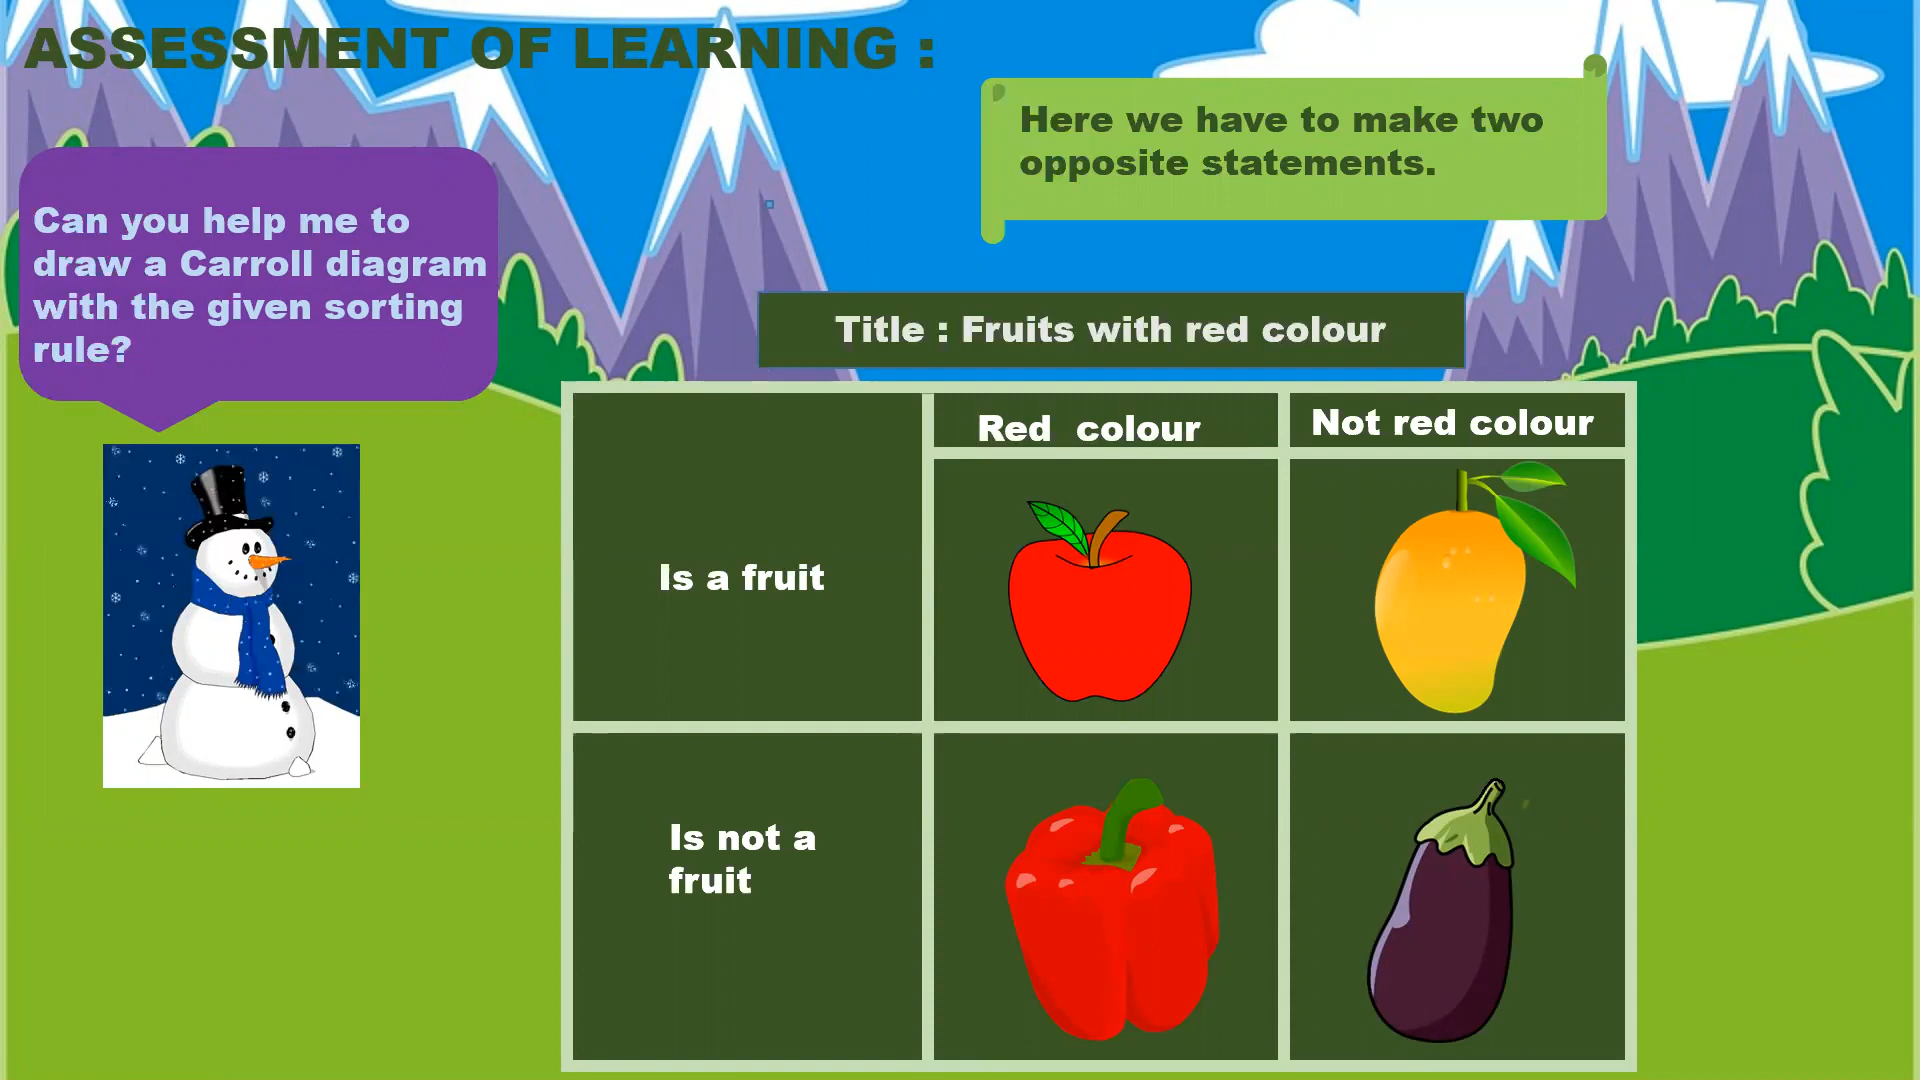 ASSESSMENT OF LEARNING :
Here we have to make two
opposite statements.
Can you help me to
draw a Carroll diagram
with the given sorting
rule?
Title : Fruits with red colour
Red colour
Not red colour
Is a fruit
Is not a
fruit